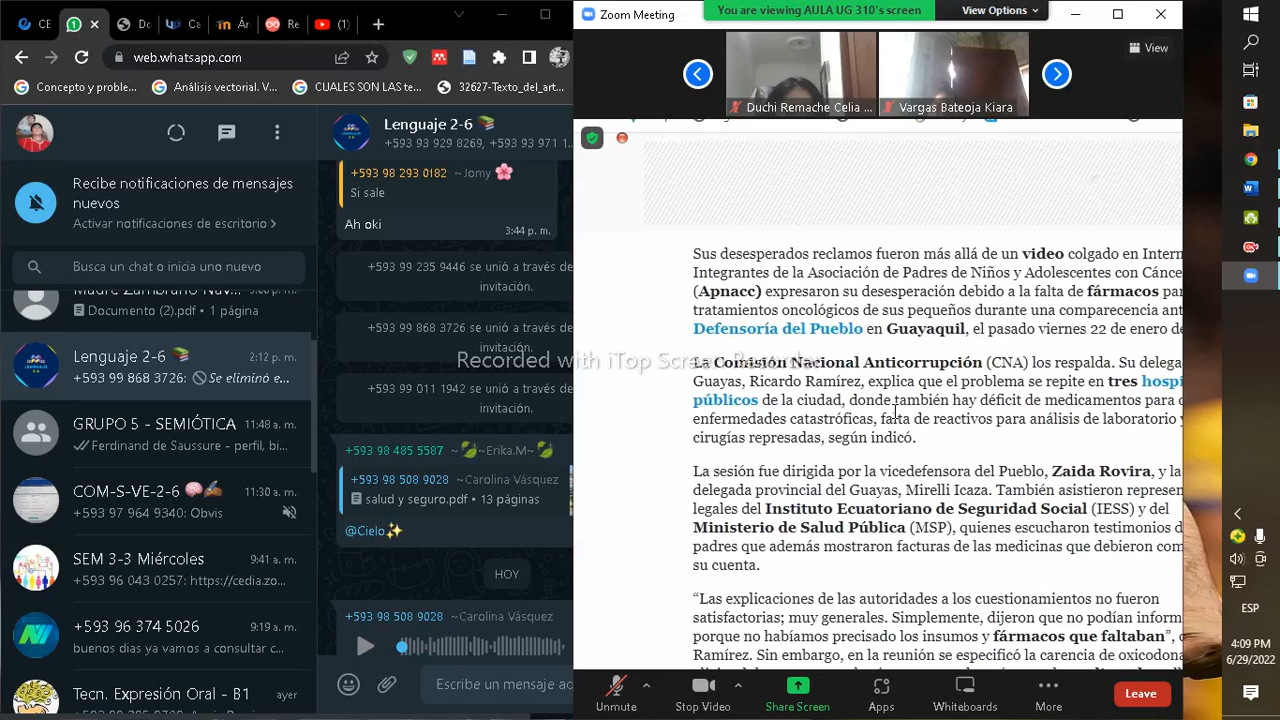 (1)
web.whatsapp.com
Concepto y problem...
Análisis vectorial. V...
CUALES SON LAS tec...
32627-Texto_del_art...
Recibe notificaciones de mensajes
nuevos
Activar notificaciones de escritorio >
Busca un chat o inicia uno nuevo
Madre Zambrano Nav...
Documento (2).pdf • 1 página
Lenguaje 2-6
2:12 p. m.
+593 99 868 3726:
Se eliminó e...
GRUPO 5 - SEMIÓTICA
11:48 a. m.
Ferdinand de Saussure - perfil, bi...
COM-S-VE-2-6
11:30 a. m.
+593 96 967 9340: Obvis
SEM 3-3 Miércoles
9:41 a. m.
+593 96 043 0257: https://cedia.zo...
+593 96 374 5026
9:19 a. m.
buenos dias ya vamos a consultar c...
Tecn. Expresión Oral - B1
ayer
Lenguaje 2-6
+593 93 929 8269, +593 93 971 1...
+593 98 293 0182 ~Jomy
Si sale
Ah oki
3:44 p. m.
+593 99 235 9446 se unió a través de
invitación.
+593 99 868 3726 se unió a través de
invitación.
+593 99 011 1942 se unió a través de
invitación.
+593 98 485 5587 ~Erika.M~
+593 98 508 9028 ~Carolina Vásquez
salud y seguro.pdf • 13 páginas
@Cielo
HOY
+593 98 508 9028 ~Carolina Vásquez
Escribe un mensaje a
Zoom Meeting
You are viewing AULA UG 310's screen
View Options
View
Duchi Remache Celia ...
Vargas Bateoja Kiara
Sus desesperados reclamos fueron más allá de un video colgado en Intern
Integrantes de la Asociación de Padres de Niños y Adolescentes con Cánce
(Apnacc) expresaron su desesperación debido a la falta de fármacos par
tratamientos oncológicos de sus pequeños durante una comparecencia ant
Defensoría del Pueblo en Guayaquil, el pasado viernes 22 de enero de
La Comisión Nacional Anticorrupción (CNA) los respalda. Su delega
Guayas, Ricardo Ramírez, explica que el problema se repite en tres hospi
públicos de la ciudad, donde también hay déficit de medicamentos para
enfermedades catastróficas, falta de reactivos para análisis de laboratorio y
cirugías represadas, según indicó.
La sesión fue dirigida por la vicedefensora del Pueblo, Zaida Rovira, y la
delegada provincial del Guayas, Mirelli Icaza. También asistieron represen
legales del Instituto Ecuatoriano de Seguridad Social (IESS) y del
Ministerio de Salud Pública (MSP), quienes escucharon testimonios d
padres que además mostraron facturas de las medicinas que debieron com
su cuenta.
“Las explicaciones de las autoridades a los cuestionamientos no fueron
satisfactorias; muy generales. Simplemente, dijeron que no podían inform
porque no habíamos precisado los insumos y fármacos que faltaban”,
Ramírez. Sin embargo, en la reunión se especificó la carencia de oxicodona
Recorded with iTop Screen Recorder
Unmute
Stop Video
Share Screen
Apps
Whiteboards
More
Leave
ESP
4:09 PM
6/29/2022